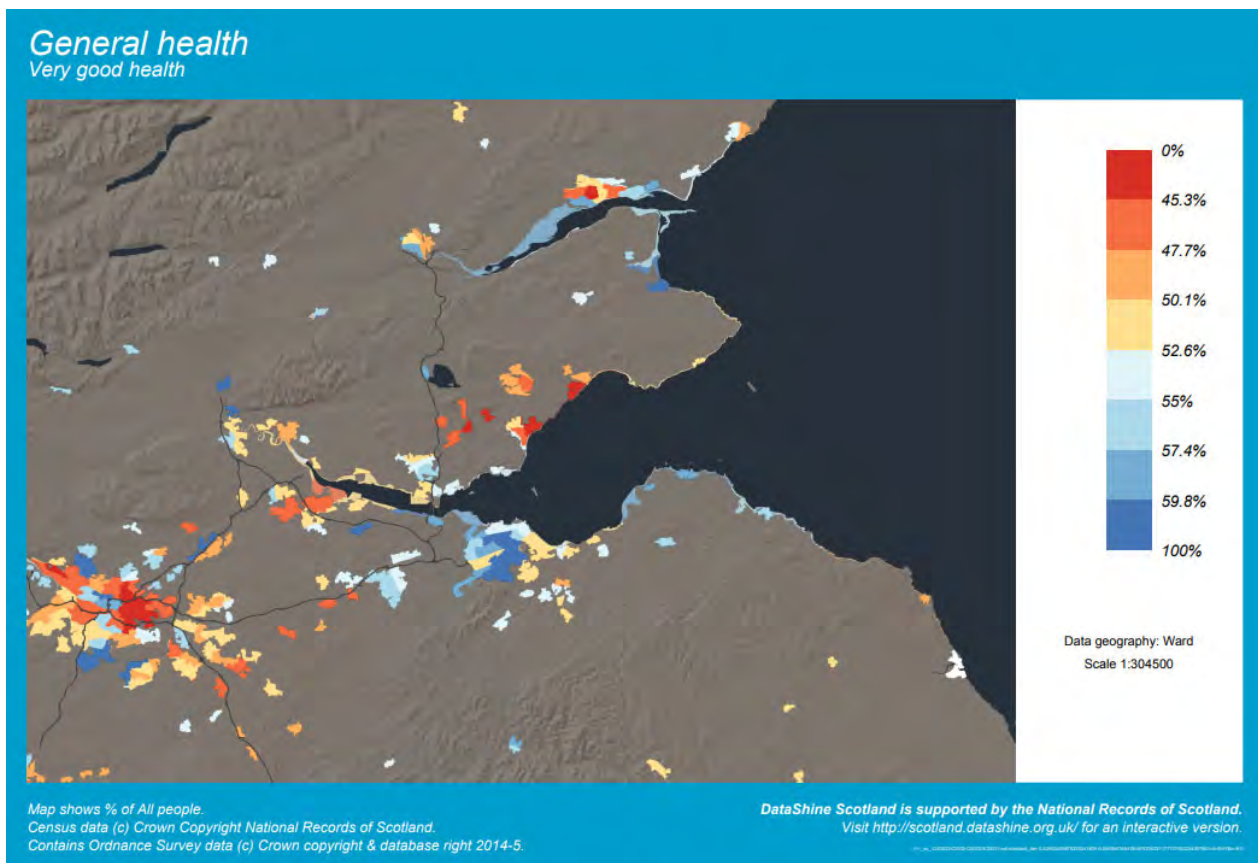 General health
Very good health
0%
45.3%
47.7%
50.1%
52.6%
55%
57.4%
59.8%
100%
Data geography: Ward
Scale 1:304500
Map shows % of All people.
Census data (c) Crown Copyright National Records of Scotland.
Contains Ordnance Survey data (c) Crown copyright & database right 2014-5.
DataShine Scotland is supported by the National Records of Scotland.
Visit http://scotland.datashine.org.uk/ for an interactive version.